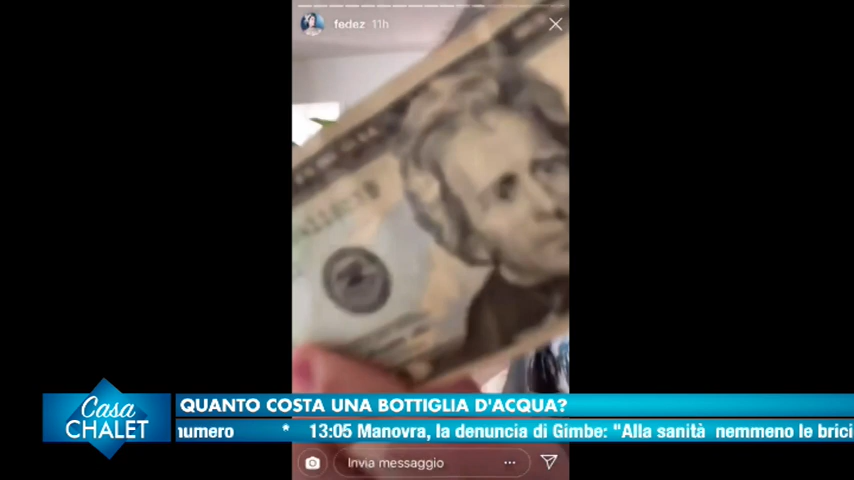 fedez 11h
Casa
CHALET
QUANTO COSTA UNA BOTTIGLIA D'ACQUA?
numero * 13:05 Manovra, la denuncia di Gimbe: "Alla sanità nemmeno le brici
Invia messaggio